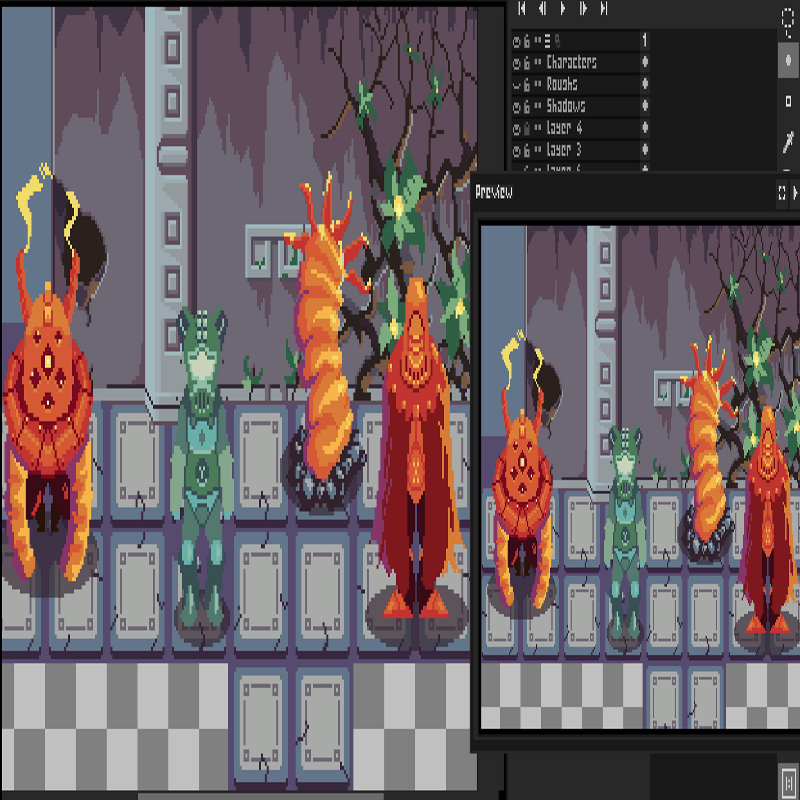 Characters
Roughs
Shadows
Layer 4
Layer 3
Preview